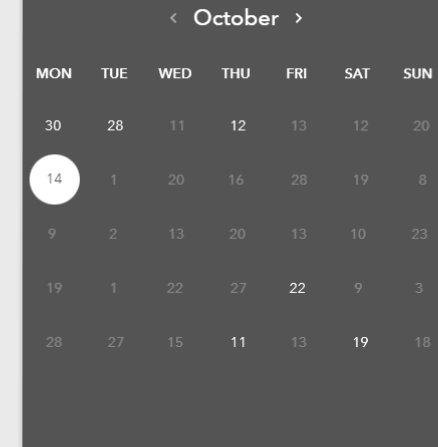 ‹ October ›
MON TUE WED THU FRI SAT SUN
30 28 11 12 13 12 20
14 1 20 16 28 19 8
9 2 13 20 13 10 23
19 1 22 27 22 9 3
28 27 15 11 13 19 18